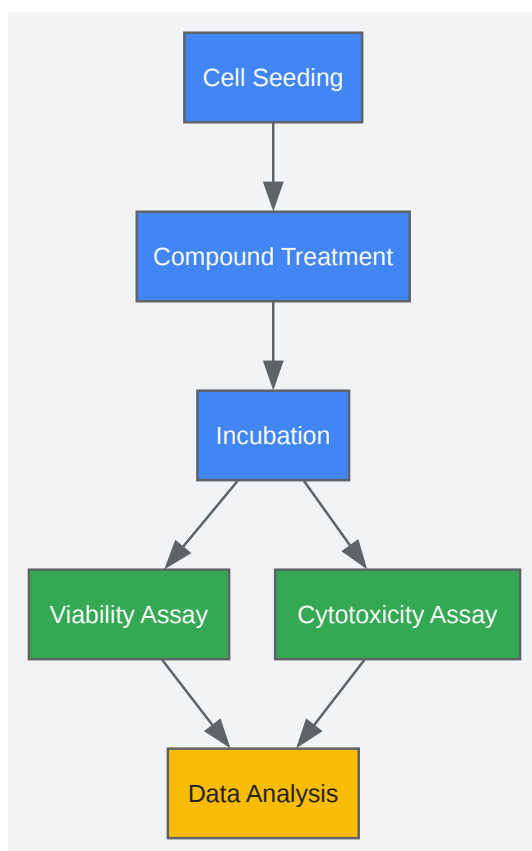 Cell Seeding
Compound Treatment
Incubation
Viability Assay
Cytotoxicity Assay
Data Analysis